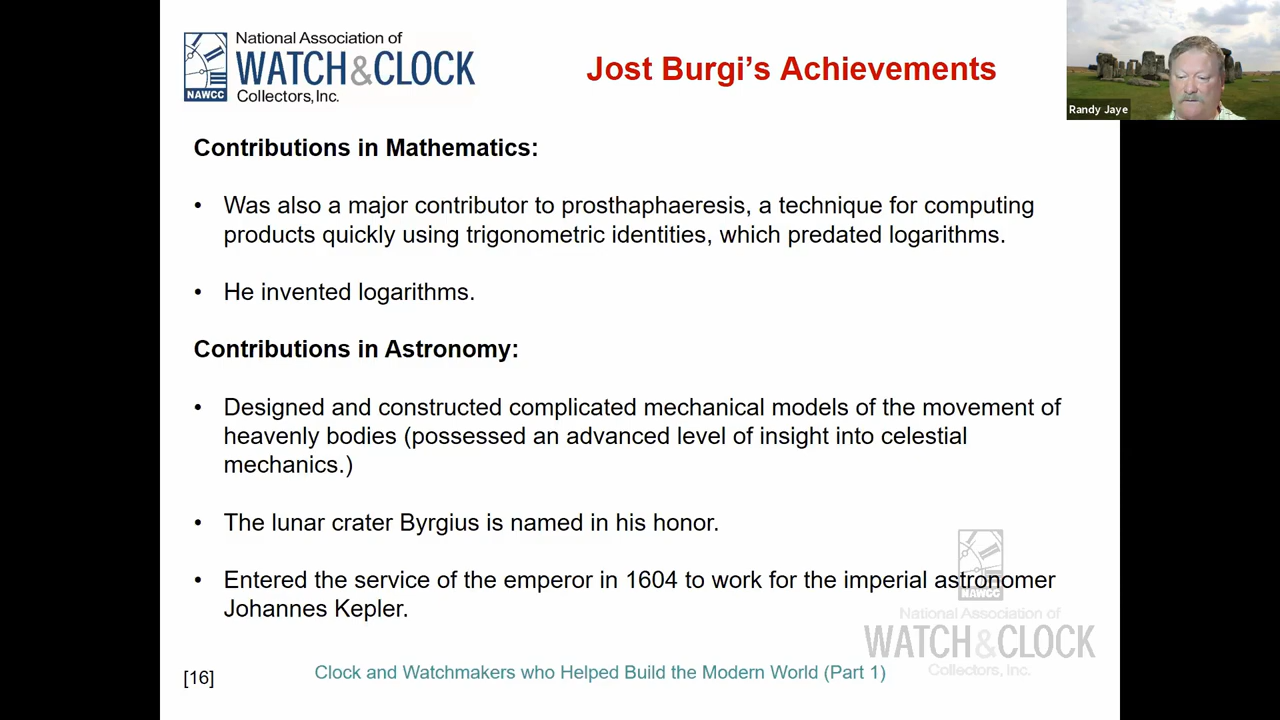 National Association of
WATCH&CLOCK
Collectors, Inc.
NAWCC
Jost Burgi's Achievements
Randy Jaye
Contributions in Mathematics:
• Was also a major contributor to prosthaphaeresis, a technique for computing
products quickly using trigonometric identities, which predated logarithms.
• He invented logarithms.
Contributions in Astronomy:
• Designed and constructed complicated mechanical models of the movement of
heavenly bodies (possessed an advanced level of insight into celestial
mechanics.)
• The lunar crater Byrgius is named in his honor.
• Entered the service of the emperor in 1604 to work for the imperial astronomer
Johannes Kepler.
NAWCC
National Association of
WATCH&CLOCK
Collectors, Inc.
[16]
Clock and Watchmakers who Helped Build the Modern World (Part 1)